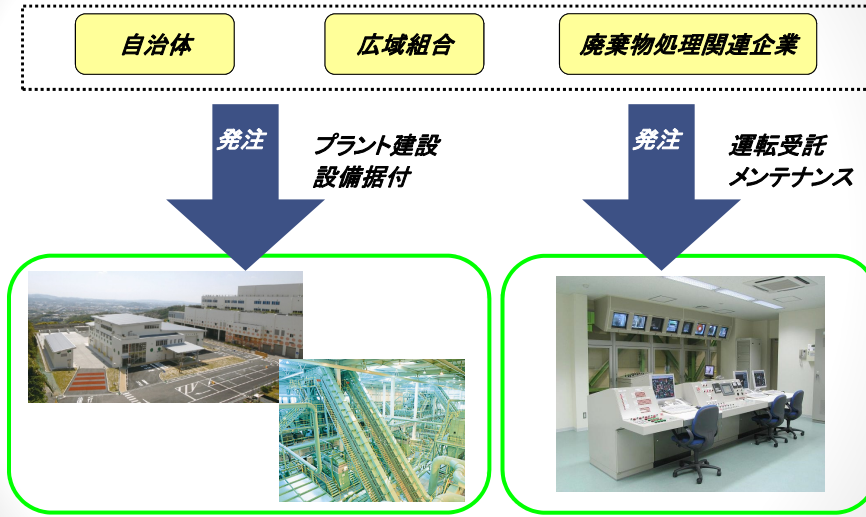 自治体
広域組合
廃棄物処理関連企業
発注
プラント建設
設備据付
発注
運転受託
メンテナンス